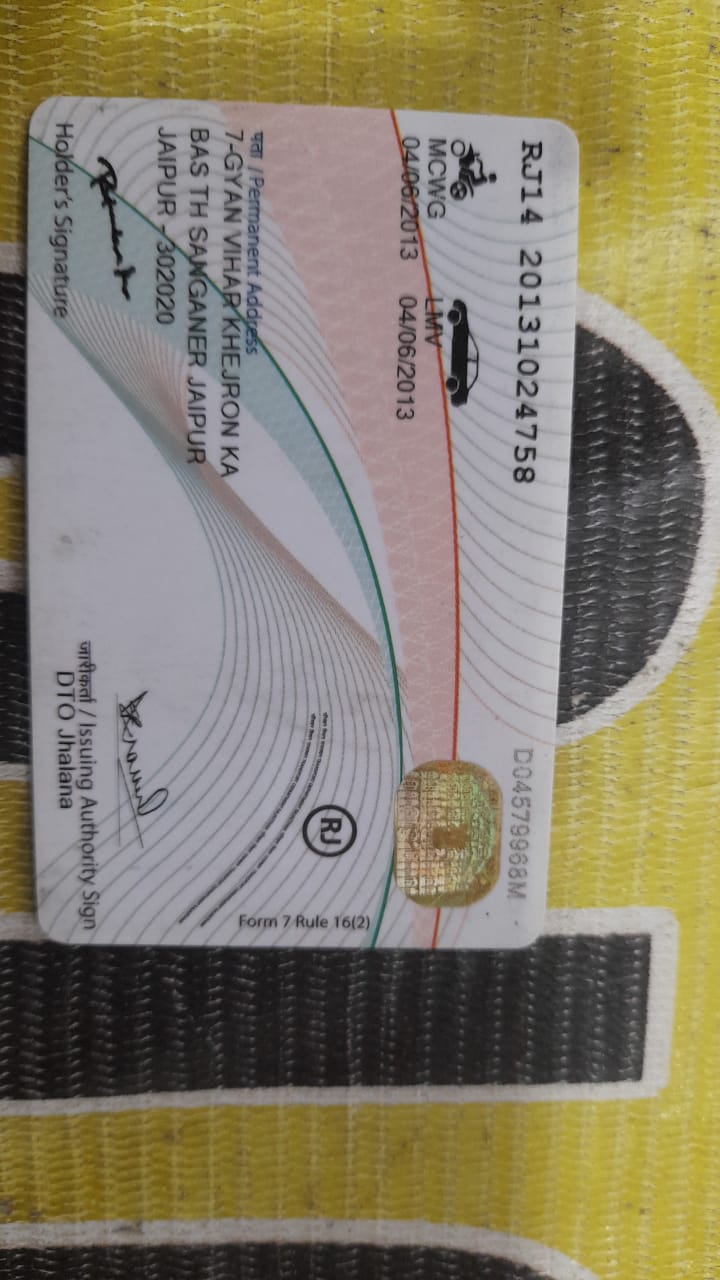 RJ14 20131024758
D04579968M
MCWG
LMV
04/06/2013
04/06/2013
पता / Permanent Address
7-GYAN VIHAR KHEJRON KA
BAS TH SANGANER JAIPUR
JAIPUR - 302020
RJ
Form 7 Rule 16(2)
Holder's Signature
जारीकर्ता / Issuing Authority Sign
DTO Jhalana